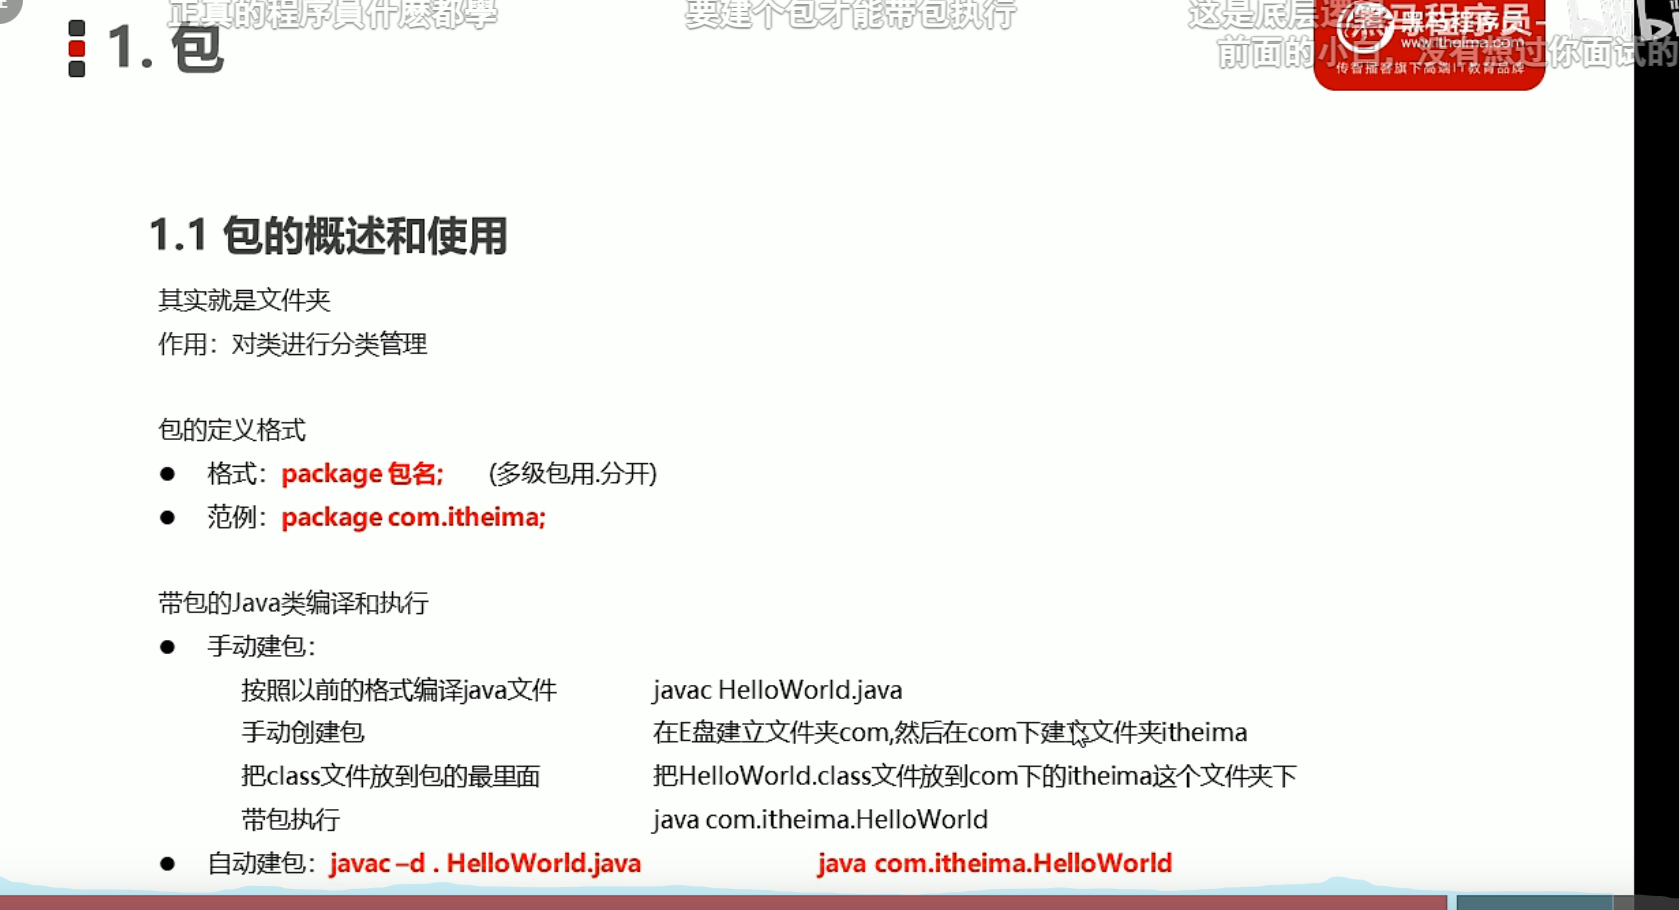 正真的程序員什麽都學
要建个包才能带包执行
这是底层逻
黑马程序员
www.itheima.com
前面的小白，没有想过你面试的
传智播客旗下高端IT教育品牌
1. 包
1.1 包的概述和使用
其实就是文件夹
作用：对类进行分类管理
包的定义格式
● 格式：package 包名; (多级包用.分开)
● 范例：package com.itheima;
带包的Java类编译和执行
● 手动建包：
按照以前的格式编译java文件 javac HelloWorld.java
手动创建包 在E盘建立文件夹com,然后在com下建立文件夹itheima
把class文件放到包的最里面 把HelloWorld.class文件放到com下的itheima这个文件夹下
带包执行 java com.itheima.HelloWorld
● 自动建包：javac –d . HelloWorld.java java com.itheima.HelloWorld